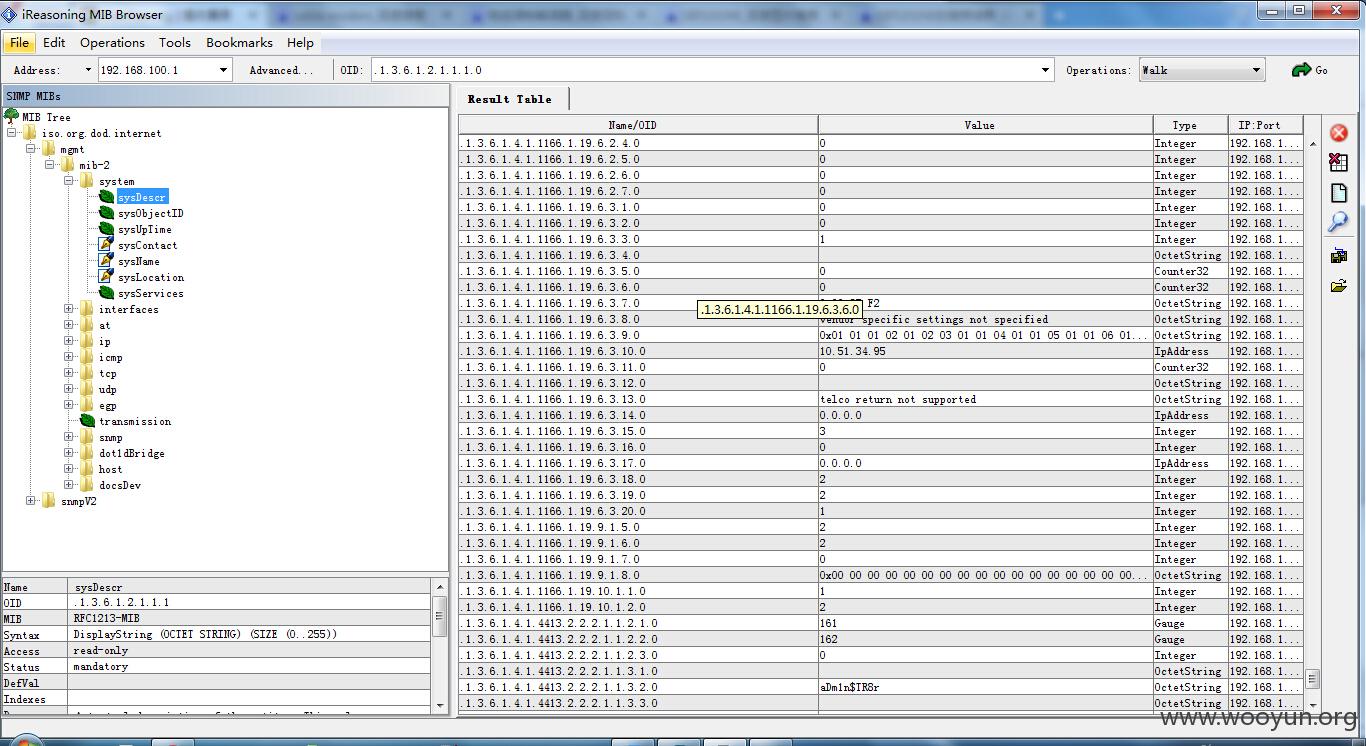 iReasoning MIB Browser
File Edit Operations Tools Bookmarks Help
Address: 192.168.100.1 Advanced... OID: .1.3.6.1.2.1.1.1.0 Operations: Walk Go
SNMP MIBs
MIB Tree
iso.org.dod.internet
mgmt
mib-2
system
sysDescr
sysObjectID
sysUpTime
sysContact
sysName
sysLocation
sysServices
interfaces
at
ip
icmp
tcp
udp
egp
transmission
snmp
dot1dBridge
host
docsDev
snmpV2
Name sysDescr
OID .1.3.6.1.2.1.1.1
MIB RFC1213-MIB
Syntax DisplayString (OCTET STRING) (SIZE (0..255))
Access read-only
Status mandatory
DefVal
Indexes
Result Table
Name/OID Value Type IP:Port
.1.3.6.1.4.1.1166.1.19.6.2.4.0 0 Integer 192.168.1...
.1.3.6.1.4.1.1166.1.19.6.2.5.0 0 Integer 192.168.1...
.1.3.6.1.4.1.1166.1.19.6.2.6.0 0 Integer 192.168.1...
.1.3.6.1.4.1.1166.1.19.6.2.7.0 0 Integer 192.168.1...
.1.3.6.1.4.1.1166.1.19.6.3.1.0 0 Integer 192.168.1...
.1.3.6.1.4.1.1166.1.19.6.3.2.0 0 Integer 192.168.1...
.1.3.6.1.4.1.1166.1.19.6.3.3.0 1 Integer 192.168.1...
.1.3.6.1.4.1.1166.1.19.6.3.4.0 OctetString 192.168.1...
.1.3.6.1.4.1.1166.1.19.6.3.5.0 0 Counter32 192.168.1...
.1.3.6.1.4.1.1166.1.19.6.3.6.0 0 Counter32 192.168.1...
.1.3.6.1.4.1.1166.1.19.6.3.7.0 F2 OctetString 192.168.1...
.1.3.6.1.4.1.1166.1.19.6.3.6.0
.1.3.6.1.4.1.1166.1.19.6.3.8.0 vendor specific settings not specified OctetString 192.168.1...
.1.3.6.1.4.1.1166.1.19.6.3.9.0 0x01 01 01 02 01 02 03 01 01 04 01 01 05 01 01 06 01... OctetString 192.168.1...
.1.3.6.1.4.1.1166.1.19.6.3.10.0 10.51.34.95 IpAddress 192.168.1...
.1.3.6.1.4.1.1166.1.19.6.3.11.0 0 Counter32 192.168.1...
.1.3.6.1.4.1.1166.1.19.6.3.12.0 OctetString 192.168.1...
.1.3.6.1.4.1.1166.1.19.6.3.13.0 telco return not supported OctetString 192.168.1...
.1.3.6.1.4.1.1166.1.19.6.3.14.0 0.0.0.0 IpAddress 192.168.1...
.1.3.6.1.4.1.1166.1.19.6.3.15.0 3 Integer 192.168.1...
.1.3.6.1.4.1.1166.1.19.6.3.16.0 0 Integer 192.168.1...
.1.3.6.1.4.1.1166.1.19.6.3.17.0 0.0.0.0 IpAddress 192.168.1...
.1.3.6.1.4.1.1166.1.19.6.3.18.0 2 Integer 192.168.1...
.1.3.6.1.4.1.1166.1.19.6.3.19.0 2 Integer 192.168.1...
.1.3.6.1.4.1.1166.1.19.6.3.20.0 1 Integer 192.168.1...
.1.3.6.1.4.1.1166.1.19.9.1.5.0 2 Integer 192.168.1...
.1.3.6.1.4.1.1166.1.19.9.1.6.0 2 Integer 192.168.1...
.1.3.6.1.4.1.1166.1.19.9.1.7.0 0 Integer 192.168.1...
.1.3.6.1.4.1.1166.1.19.9.1.8.0 0x00 00 00 00 00 00 00 00 00 00 00 00 00 00 00 00 00... OctetString 192.168.1...
.1.3.6.1.4.1.1166.1.19.10.1.1.0 1 Integer 192.168.1...
.1.3.6.1.4.1.1166.1.19.10.1.2.0 2 Integer 192.168.1...
.1.3.6.1.4.1.4413.2.2.2.1.1.2.1.0 161 Gauge 192.168.1...
.1.3.6.1.4.1.4413.2.2.2.1.1.2.2.0 162 Gauge 192.168.1...
.1.3.6.1.4.1.4413.2.2.2.1.1.2.3.0 0 Integer 192.168.1...
.1.3.6.1.4.1.4413.2.2.2.1.1.3.1.0 OctetString 192.168.1...
.1.3.6.1.4.1.4413.2.2.2.1.1.3.2.0 aDm1n$TR8r OctetString 192.168.1...
.1.3.6.1.4.1.4413.2.2.2.1.1.3.3.0 OctetString 192.168.1...
www.wooyun.org